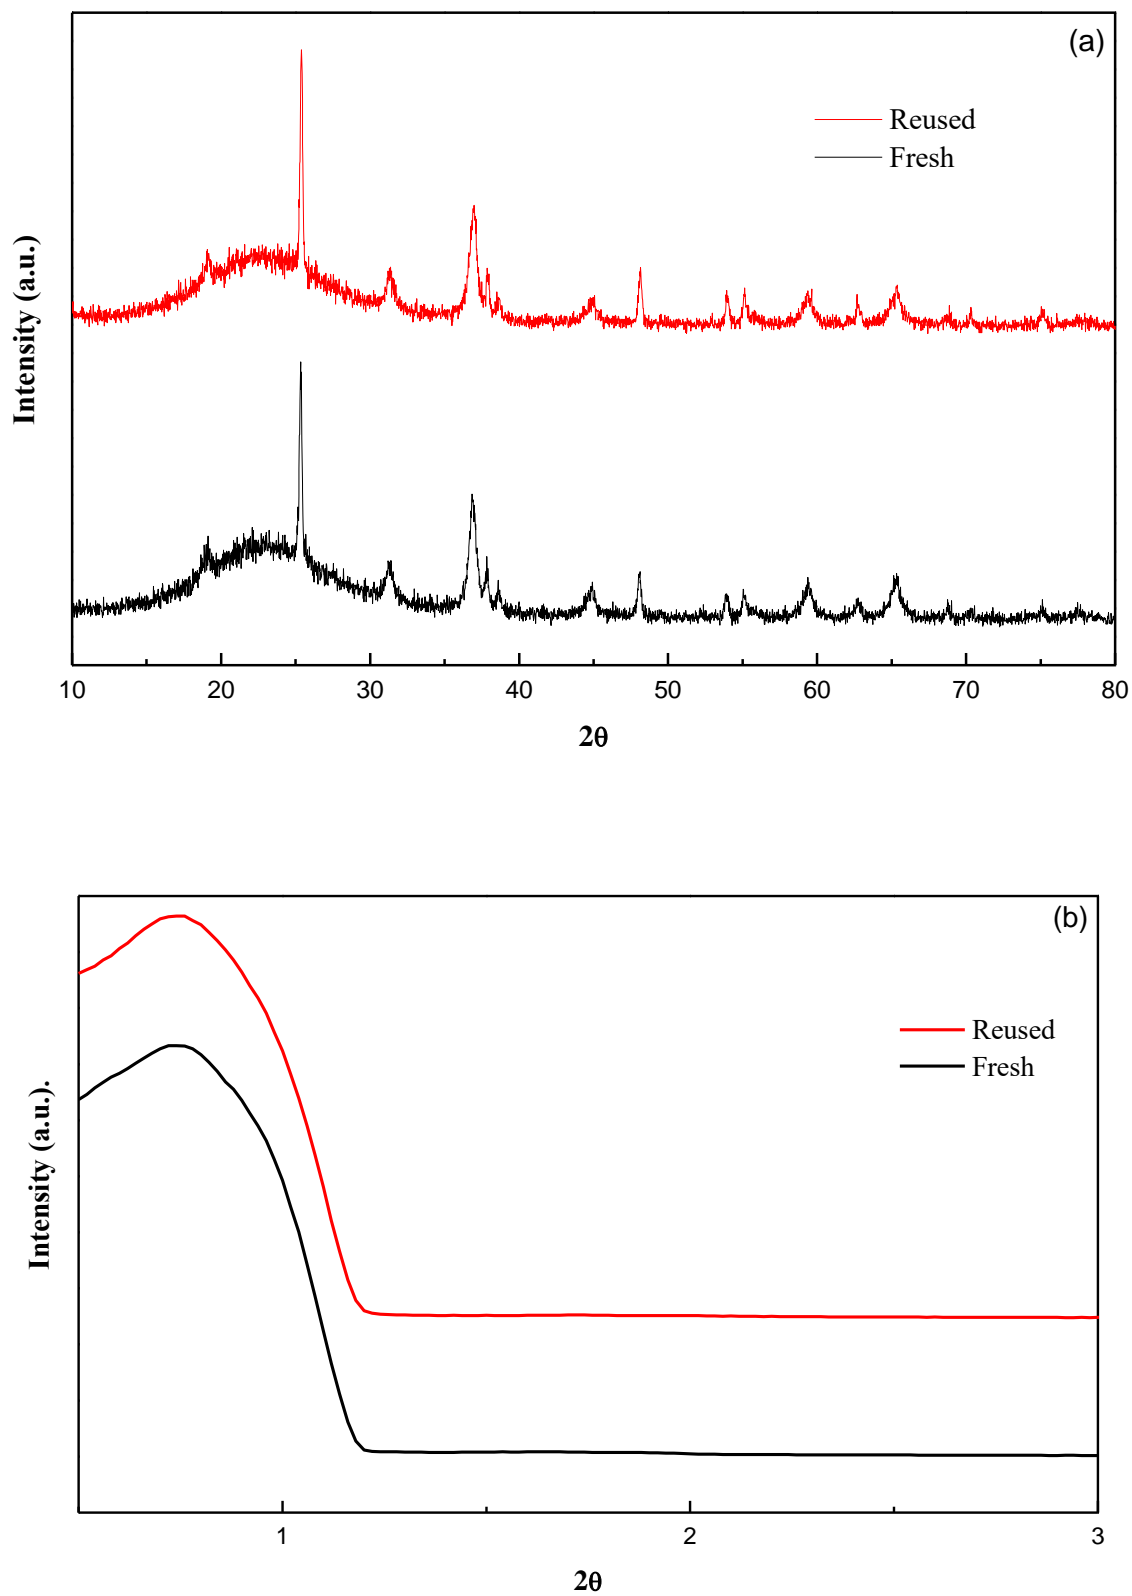 (a)
Reused
Fresh
Intensity (a.u.)
10 20 30 40 50 60 70 80
2θ
(b)
Reused
Fresh
Intensity (a.u.).
1 2 3
2θ